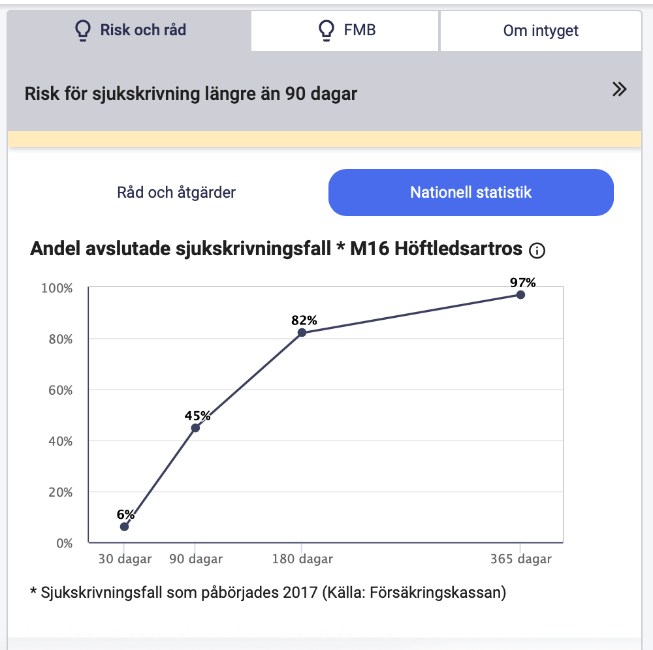 Risk och råd
FMB
Om intyget
Risk för sjukskrivning längre än 90 dagar
Råd och åtgärder
Nationell statistik
Andel avslutade sjukskrivningsfall * M16 Höftledsartros
100%
80%
60%
40%
20%
0%
6%
45%
82%
97%
30 dagar
90 dagar
180 dagar
365 dagar
* Sjukskrivningsfall som påbörjades 2017 (Källa: Försäkringskassan)